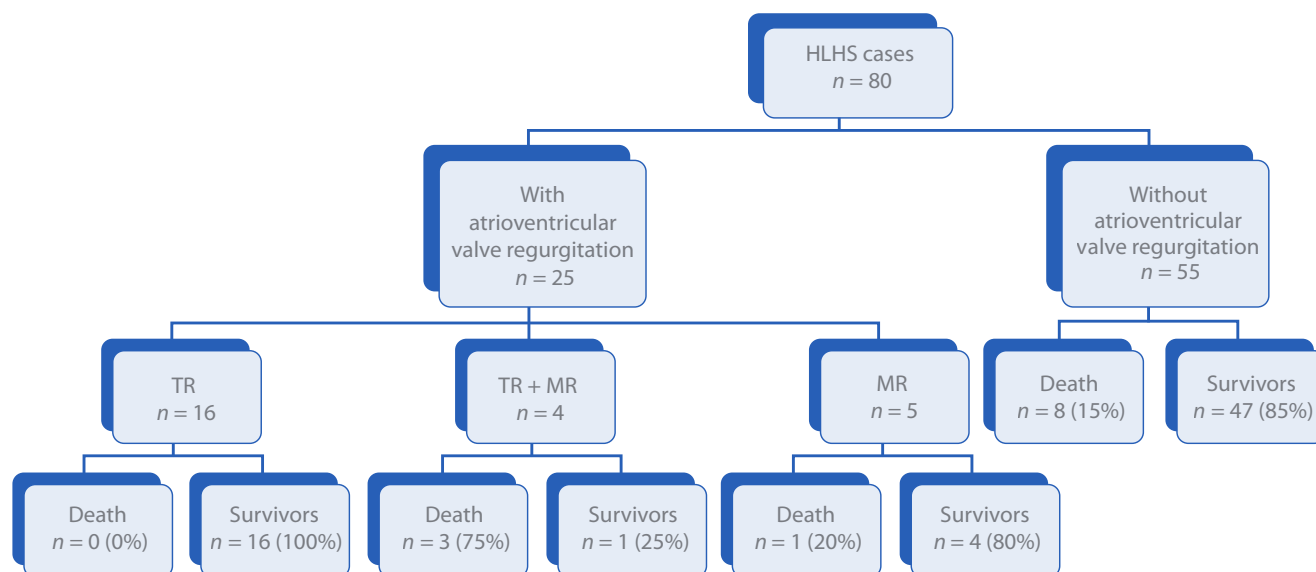 HLHS cases
n = 80
With
atrioventricular
valve regurgitation
n = 25
Without
atrioventricular
valve regurgitation
n = 55
TR
n = 16
TR + MR
n = 4
MR
n = 5
Death
n = 8 (15%)
Survivors
n = 47 (85%)
Death
n = 0 (0%)
Survivors
n = 16 (100%)
Death
n = 3 (75%)
Survivors
n = 1 (25%)
Death
n = 1 (20%)
Survivors
n = 4 (80%)